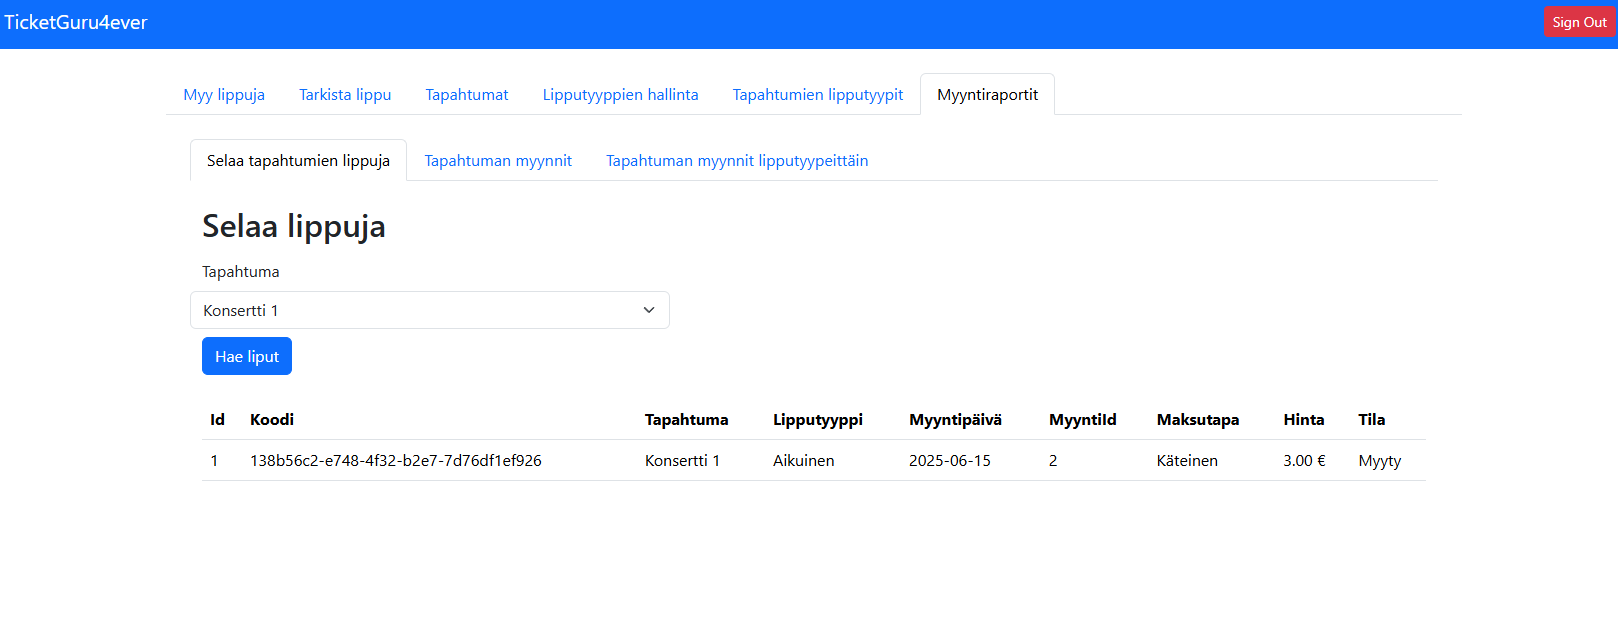 TicketGuru4ever Sign Out
Myy lippuja Tarkista lippu Tapahtumat Lipputyyppien hallinta Tapahtumien lipputyypit Myyntiraportit
Selaa tapahtumien lippuja Tapahtuman myynnit Tapahtuman myynnit lipputyypeittäin
Selaa lippuja
Tapahtuma
Konsertti 1
Hae liput
Id Koodi Tapahtuma Lipputyyppi Myyntipäivä MyyntiId Maksutapa Hinta Tila
1 138b56c2-e748-4f32-b2e7-7d76df1ef926 Konsertti 1 Aikuinen 2025-06-15 2 Käteinen 3.00 € Myyty